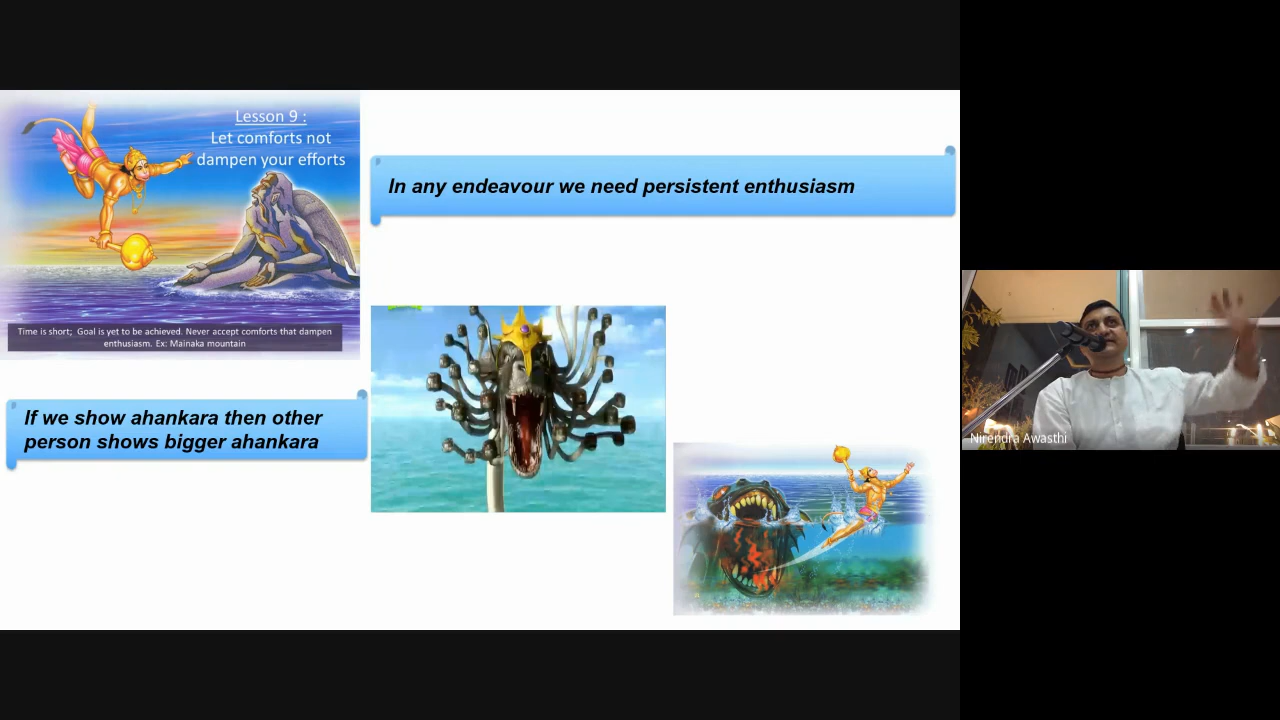 Lesson 9 :
Let comforts not
dampen your efforts
In any endeavour we need persistent enthusiasm
Time is short;  Goal is yet to be achieved. Never accept comforts that dampen
enthusiasm. Ex: Mainaka mountain
If we show ahankara then other
person shows bigger ahankara
Nirendra Awasthi